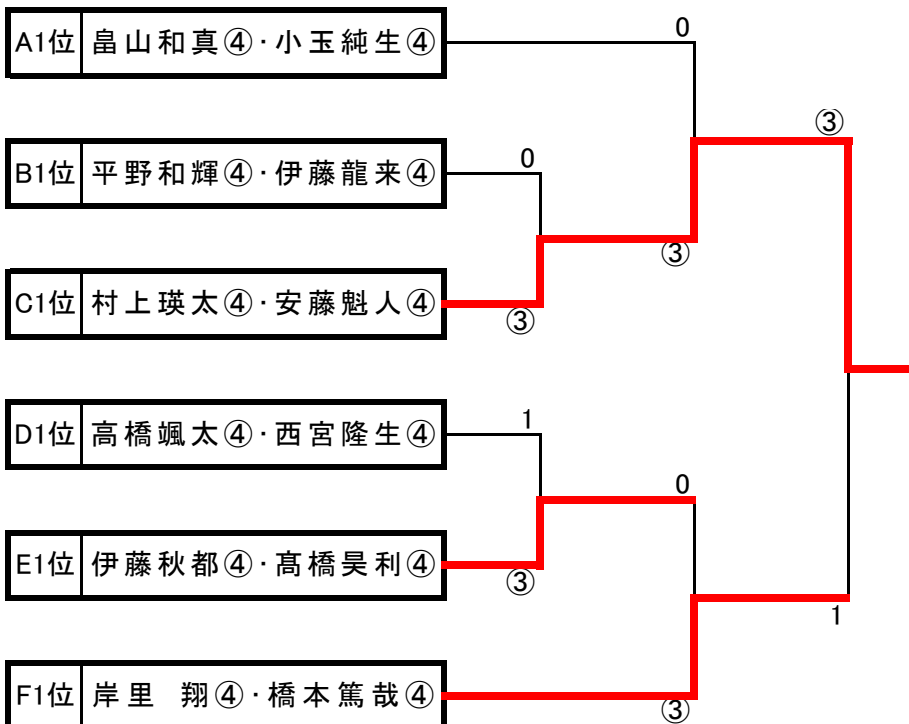 0
A1位 畠山和真④・小玉純生④
③
0
B1位 平野和輝④・伊藤龍来④
③
C1位 村上瑛太④・安藤魁人④
③
1
D1位 高橋颯太④・西宮隆生④
0
E1位 伊藤秋都④・髙橋昊利④
③
1
F1位 岸里 翔④・橋本篤哉④
③